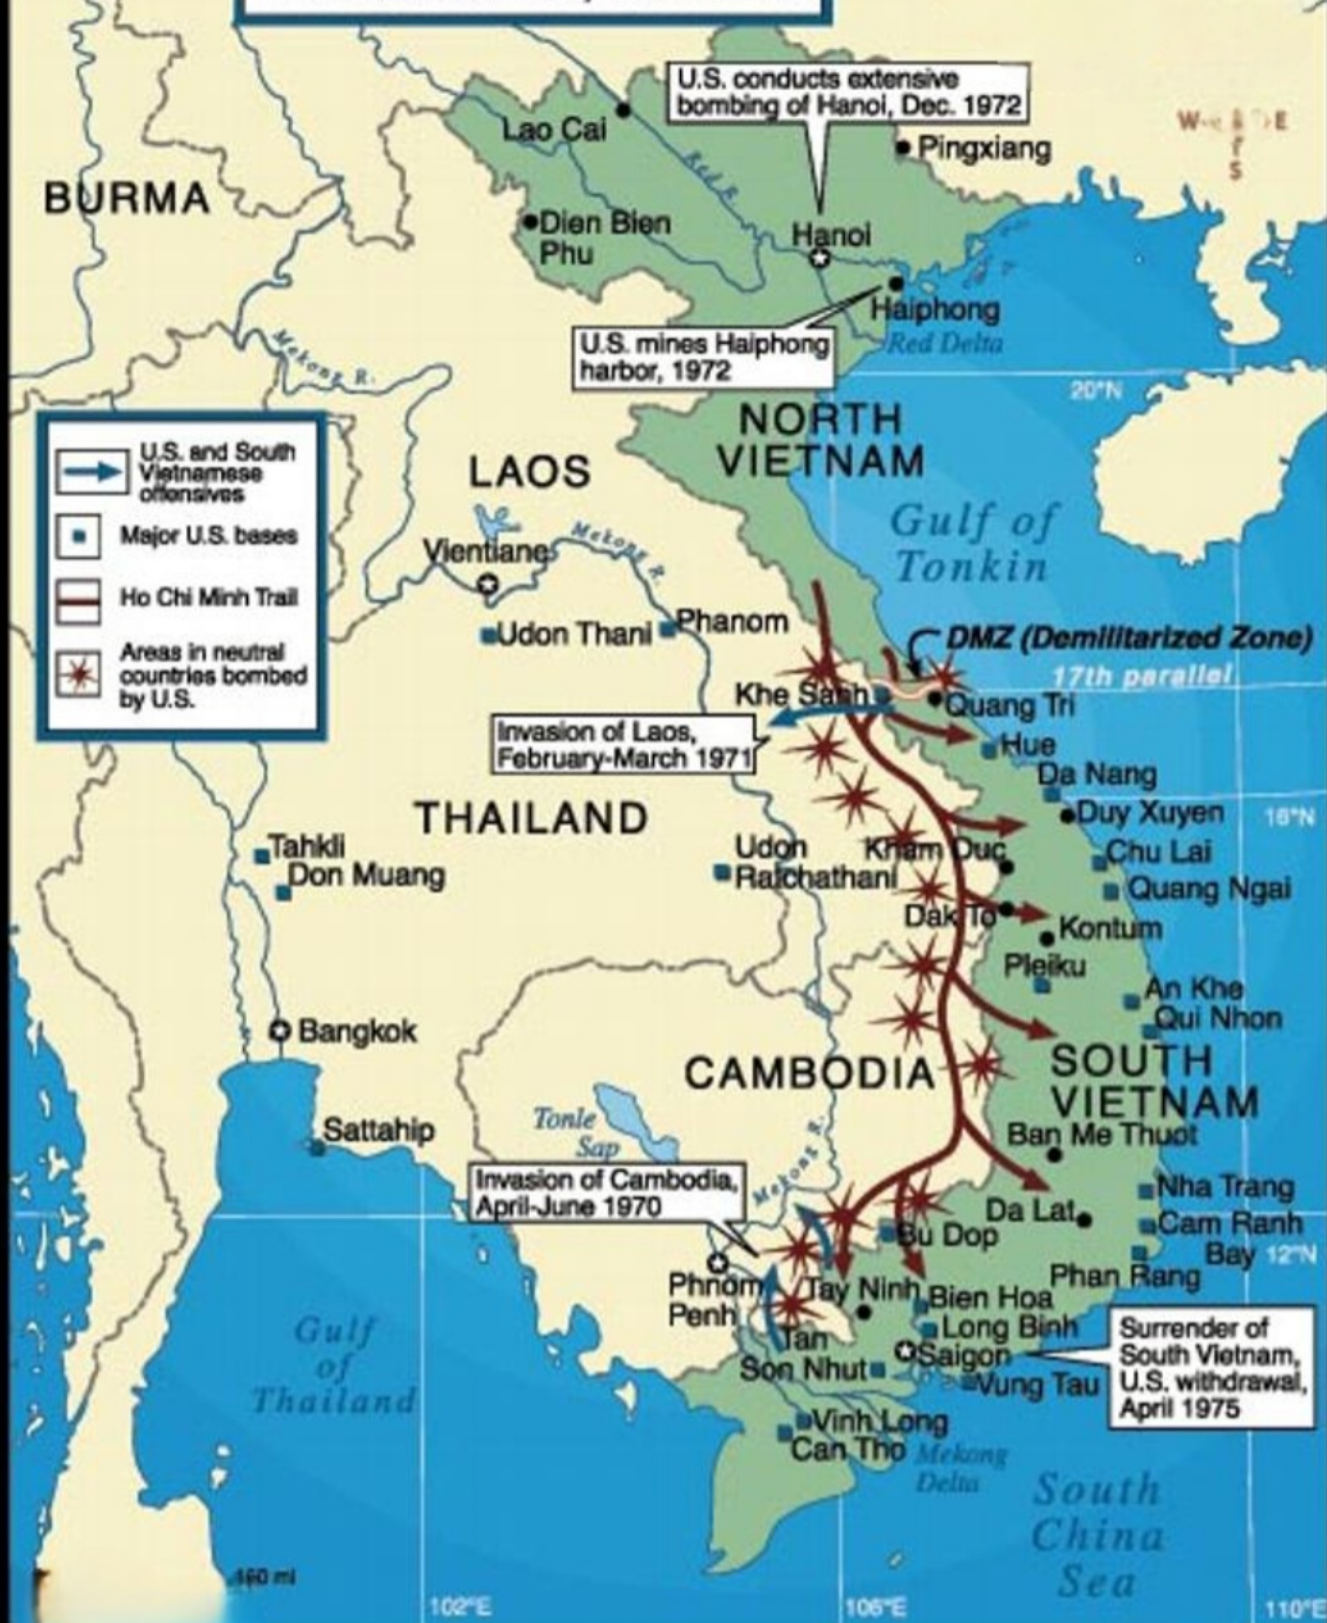 U.S. conducts extensive
bombing of Hanoi, Dec. 1972
Lao Cai
Pingxiang
W
E
S
Red R.
BURMA
Dien Bien
Phu
Hanoi
Haiphong
Red Delta
U.S. mines Haiphong
harbor, 1972
Mekong R.
20°N
NORTH
VIETNAM
U.S. and South
Vietnamese
offensives
Major U.S. bases
Ho Chi Minh Trail
Areas in neutral
countries bombed
by U.S.
LAOS
Gulf of
Tonkin
Vientiane
Mekong R.
Udon Thani
Phanom
DMZ (Demilitarized Zone)
17th parallel
Khe Sanh
Quang Tri
Invasion of Laos,
February-March 1971
Hue
Da Nang
THAILAND
Duy Xuyen
16°N
Tahkli
Don Muang
Udon
Ratchathani
Kham Duc
Chu Lai
Quang Ngai
Dak To
Kontum
Pleiku
An Khe
Qui Nhon
Bangkok
CAMBODIA
SOUTH
VIETNAM
Tonle
Sap
Sattahip
Ban Me Thuot
Mekong R.
Invasion of Cambodia,
April-June 1970
Nha Trang
Da Lat
Cam Ranh
Bay
Bu Dop
12°N
Phan Rang
Phnom
Penh
Tay Ninh
Bien Hoa
Long Binh
Gulf
of
Thailand
Tan
Son Nhut
Saigon
Vung Tau
Surrender of
South Vietnam,
U.S. withdrawal,
April 1975
Vinh Long
Can Tho
Mekong
Delta
South
China
Sea
102°E
106°E
110°E